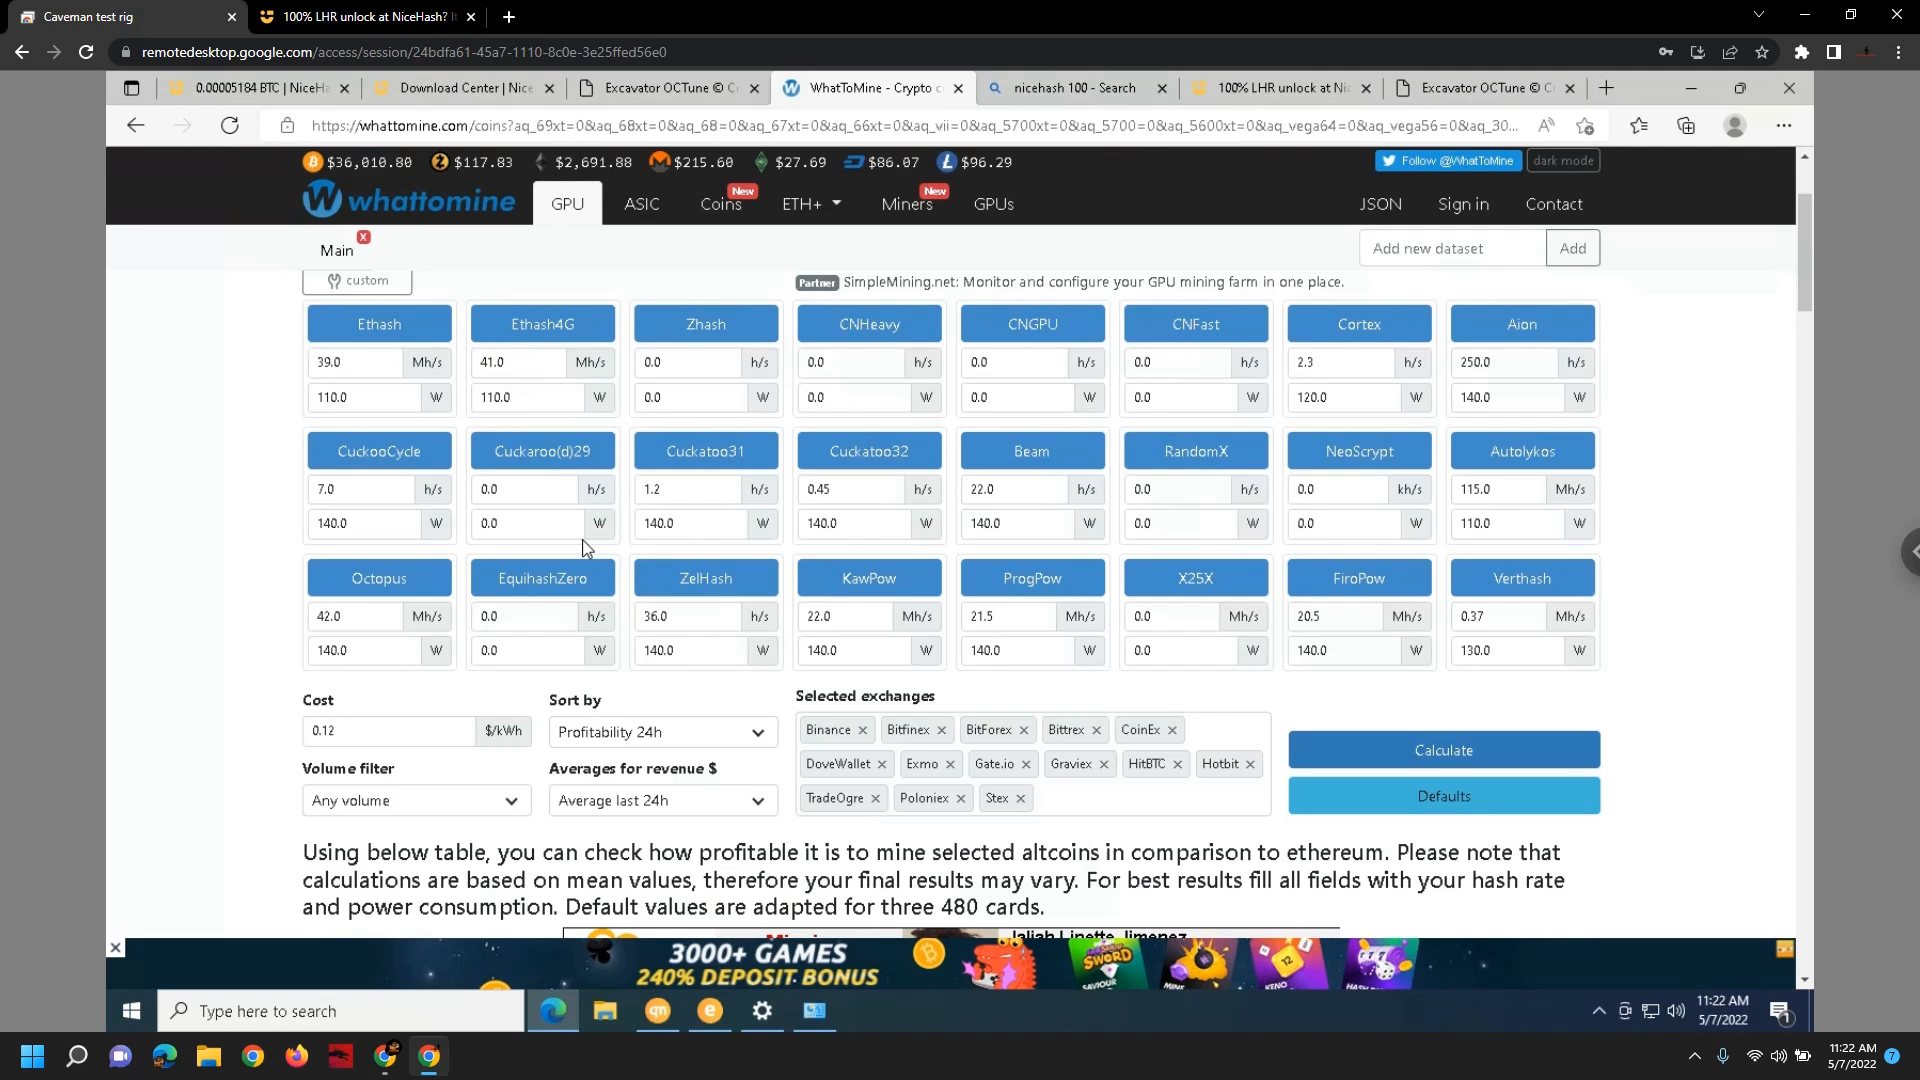 Caveman test rig
100% LHR unlock at NiceHash? It
remotedesktop.google.com/access/session/24bdfa61-45a7-1110-8c0e-3e25ffed56e0
0.00005184 BTC | NiceHa
Download Center | Nice
Excavator OCTune © C
WhatToMine - Crypto c
nicehash 100 - Search
100% LHR unlock at Nic
Excavator OCTune © C
https://whattomine.com/coins?aq_69xt=0&aq_68xt=0&aq_68=0&aq_67xt=0&aq_66xt=0&aq_vii=0&aq_5700xt=0&aq_5700=0&aq_5600xt=0&aq_vega64=0&aq_vega56=0&aq_30...
$36,010.80 $117.83 $2,691.88 $215.60 $27.69 $86.07 $96.29
Follow @WhatToMine
dark mode
whattomine
GPU
ASIC
Coins New
ETH+
Miners New
GPUs
JSON
Sign in
Contact
Main X
Add new dataset
Add
custom
Partner SimpleMining.net: Monitor and configure your GPU mining farm in one place.
Ethash Ethash4G Zhash CNHeavy CNGPU CNFast Cortex Aion
39.0 Mh/s 41.0 Mh/s 0.0 h/s 0.0 h/s 0.0 h/s 0.0 h/s 2.3 h/s 250.0 h/s
110.0 W 110.0 W 0.0 W 0.0 W 0.0 W 0.0 W 120.0 W 140.0 W
CuckooCycle Cuckaroo(d)29 Cuckatoo31 Cuckatoo32 Beam RandomX NeoScrypt Autolykos
7.0 h/s 0.0 h/s 1.2 h/s 0.45 h/s 22.0 h/s 0.0 h/s 0.0 kh/s 115.0 Mh/s
140.0 W 0.0 W 140.0 W 140.0 W 140.0 W 0.0 W 0.0 W 110.0 W
Octopus EquihashZero ZelHash KawPow ProgPow X25X FiroPow Verthash
42.0 Mh/s 0.0 h/s 36.0 h/s 22.0 Mh/s 21.5 Mh/s 0.0 Mh/s 20.5 Mh/s 0.37 Mh/s
140.0 W 0.0 W 140.0 W 140.0 W 140.0 W 0.0 W 140.0 W 130.0 W
Cost
0.12 $/kWh
Sort by
Profitability 24h
Volume filter
Any volume
Averages for revenue $
Average last 24h
Selected exchanges
Binance × Bitfinex × BitForex × Bittrex × CoinEx ×
DoveWallet × Exmo × Gate.io × Graviex × HitBTC × Hotbit ×
TradeOgre × Poloniex × Stex ×
Calculate
Defaults
Using below table, you can check how profitable it is to mine selected altcoins in comparison to ethereum. Please note that
calculations are based on mean values, therefore your final results may vary. For best results fill all fields with your hash rate
and power consumption. Default values are adapted for three 480 cards.
Jaliah Linette Jimenez
3000+ GAMES
240% DEPOSIT BONUS
SWORD
SAVIOUR
KENO
12
Type here to search
11:22 AM
5/7/2022
1
11:22 AM
5/7/2022
7